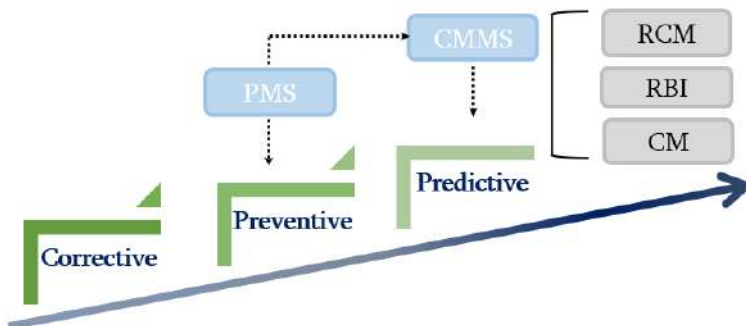 CMMS
RCM
PMS
RBI
CM
Predictive
Preventive
Corrective